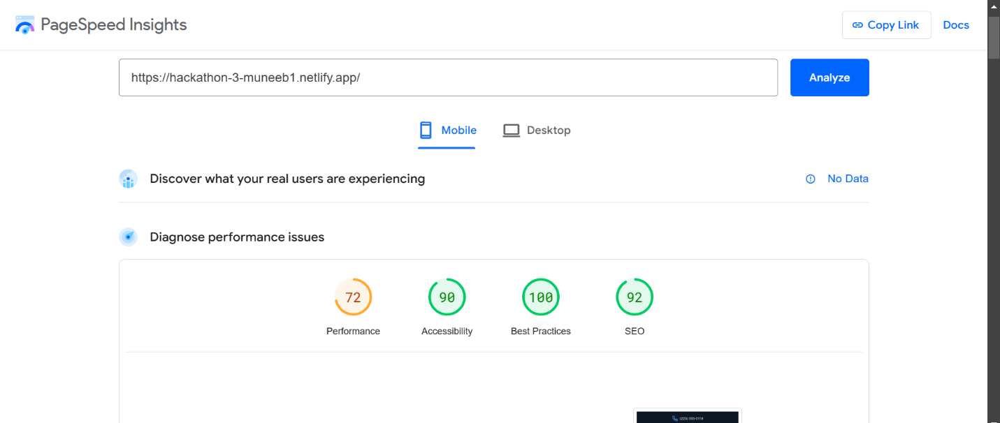 PageSpeed Insights
Copy Link
Docs
https://hackathon-3-muneeb1.netlify.app/
Analyze
Mobile
Desktop
Discover what your real users are experiencing
No Data
Diagnose performance issues
72
90
100
92
Performance
Accessibility
Best Practices
SEO